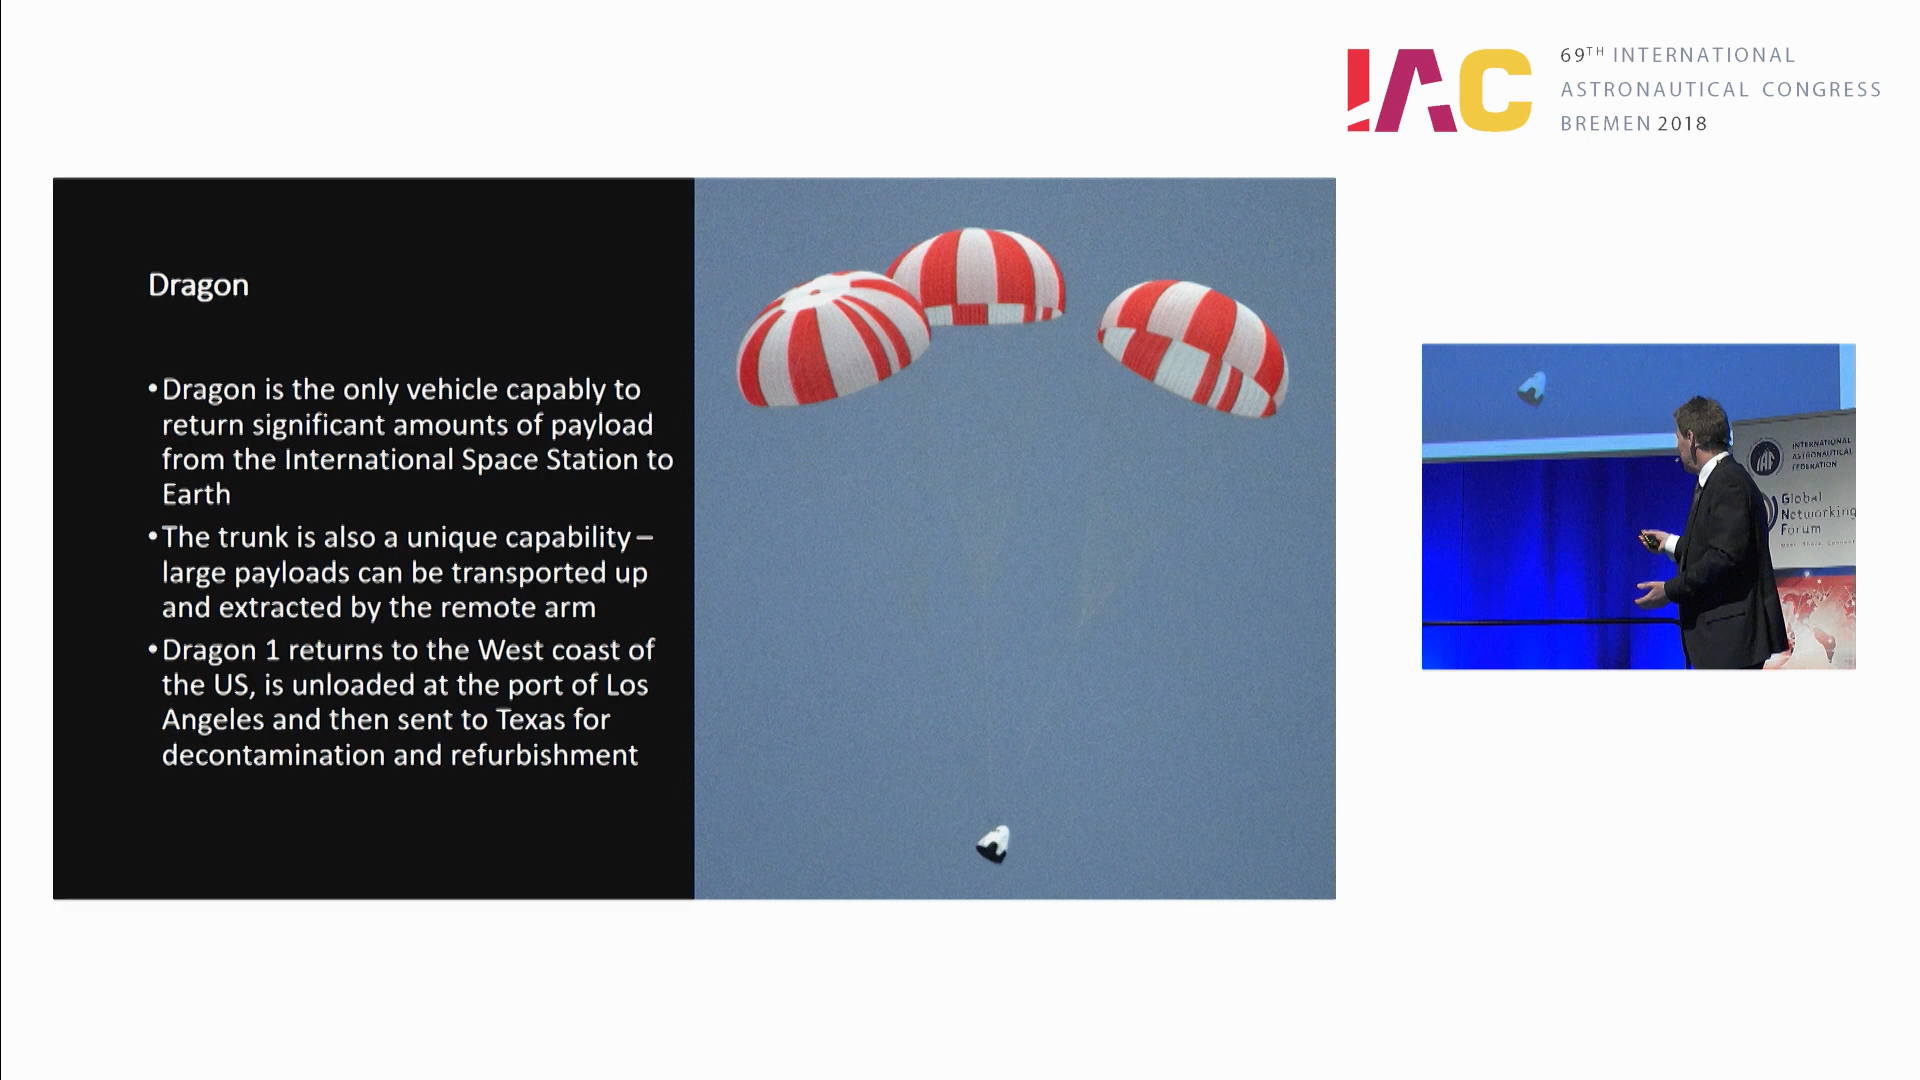 IAC
69TH INTERNATIONAL
ASTRONAUTICAL CONGRESS
BREMEN 2018
Dragon
• Dragon is the only vehicle capably to
return significant amounts of payload
from the International Space Station to
Earth
• The trunk is also a unique capability –
large payloads can be transported up
and extracted by the remote arm
• Dragon 1 returns to the West coast of
the US, is unloaded at the port of Los
Angeles and then sent to Texas for
decontamination and refurbishment
IAF
INTERNATIONAL
ASTRONAUTICAL
FEDERATION
Global
Networking
Forum